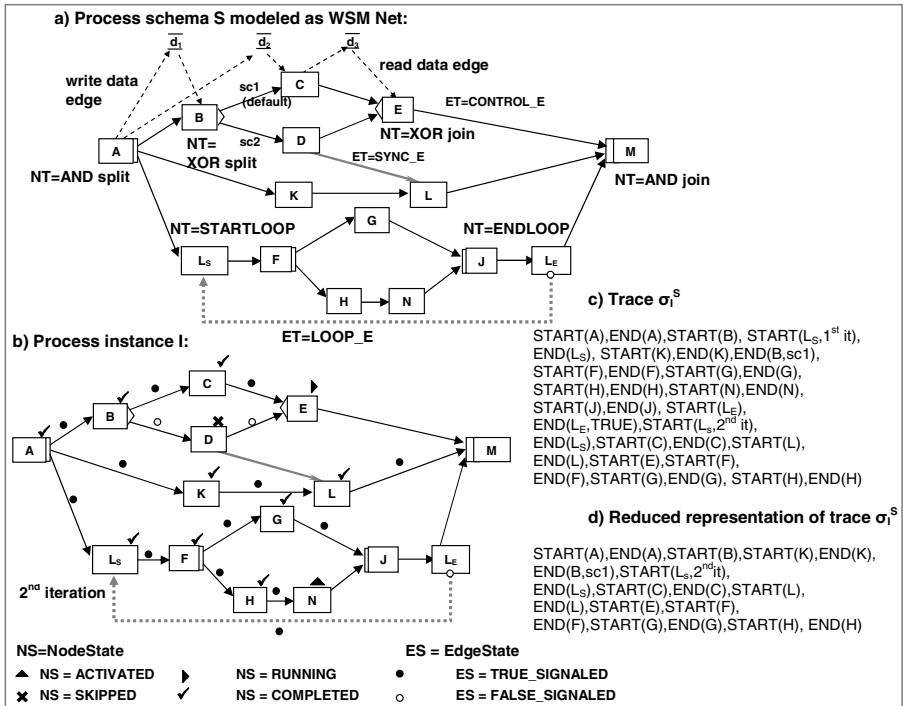 a) Process schema S modeled as WSM Net:
d1
d2
d3
write data
edge
read data edge
sc1
(default)
C
E
ET=CONTROL_E
B
NT=XOR join
NT=
XOR split
sc2
D
ET=SYNC_E
A
M
NT=AND split
NT=AND join
K
L
NT=STARTLOOP
G
NT=ENDLOOP
LS
F
J
LE
H
N
ET=LOOP_E
b) Process instance I:
C
B
E
D
A
M
K
L
G
LS
F
J
LE
2nd iteration
H
N
c) Trace σIS
START(A),END(A),START(B), START(LS,1st it),
END(LS), START(K),END(K),END(B,sc1),
START(F),END(F),START(G),END(G),
START(H),END(H),START(N),END(N),
START(J),END(J), START(LE),
END(LE,TRUE),START(Ls,2nd it),
END(LS),START(C),END(C),START(L),
END(L),START(E),START(F),
END(F),START(G),END(G), START(H),END(H)
d) Reduced representation of trace σIS
START(A),END(A),START(B),START(K),END(K),
END(B,sc1),START(Ls,2ndit),
END(LS),START(C),END(C),START(L),
END(L),START(E),START(F),
END(F),START(G),END(G),START(H), END(H)
NS=NodeState
ES = EdgeState
NS = ACTIVATED
NS = RUNNING
ES = TRUE_SIGNALED
NS = SKIPPED
NS = COMPLETED
ES = FALSE_SIGNALED